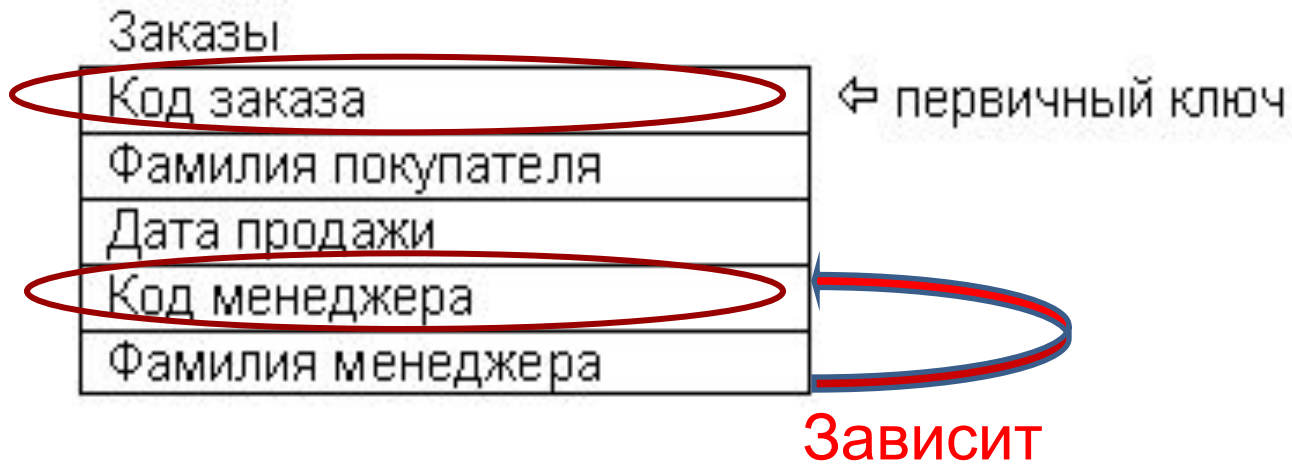 Заказы
Код заказа
⇦ первичный ключ
Фамилия покупателя
Дата продажи
Код менеджера
Фамилия менеджера
Зависит